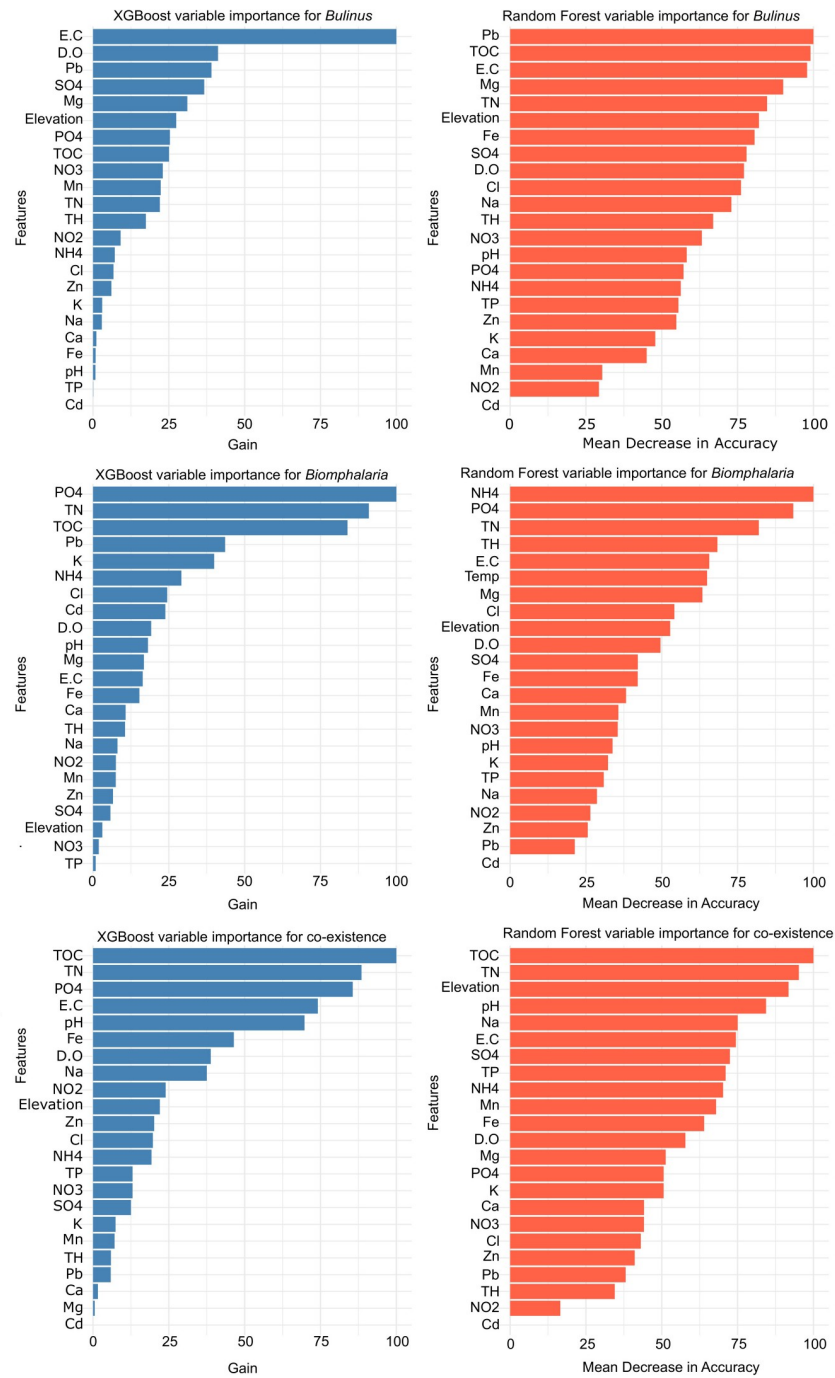 XGBoost variable importance for Bulinus
Features
E.C
D.O
Pb
SO4
Mg
Elevation
PO4
TOC
NO3
Mn
TN
TH
NO2
NH4
Cl
Zn
K
Na
Ca
Fe
pH
TP
Cd
0 25 50 75 100
Gain
Random Forest variable importance for Bulinus
Features
Pb
TOC
E.C
Mg
TN
Elevation
Fe
SO4
D.O
Cl
Na
TH
NO3
pH
PO4
NH4
TP
Zn
K
Ca
Mn
NO2
Cd
0 25 50 75 100
Mean Decrease in Accuracy
XGBoost variable importance for Biomphalaria
Features
PO4
TN
TOC
Pb
K
NH4
Cl
Cd
D.O
pH
Mg
E.C
Fe
Ca
TH
Na
NO2
Mn
Zn
SO4
Elevation
NO3
TP
0 25 50 75 100
Gain
Random Forest variable importance for Biomphalaria
Features
NH4
PO4
TN
TH
E.C
Temp
Mg
Cl
Elevation
D.O
SO4
Fe
Ca
Mn
NO3
pH
K
TP
Na
NO2
Zn
Pb
Cd
0 25 50 75 100
Mean Decrease in Accuracy
XGBoost variable importance for co-existence
Features
TOC
TN
PO4
E.C
pH
Fe
D.O
Na
NO2
Elevation
Zn
Cl
NH4
TP
NO3
SO4
K
Mn
TH
Pb
Ca
Mg
Cd
0 25 50 75 100
Gain
Random Forest variable importance for co-existence
Features
TOC
TN
Elevation
pH
Na
E.C
SO4
TP
NH4
Mn
Fe
D.O
Mg
PO4
K
Ca
NO3
Cl
Zn
Pb
TH
NO2
Cd
0 25 50 75 100
Mean Decrease in Accuracy